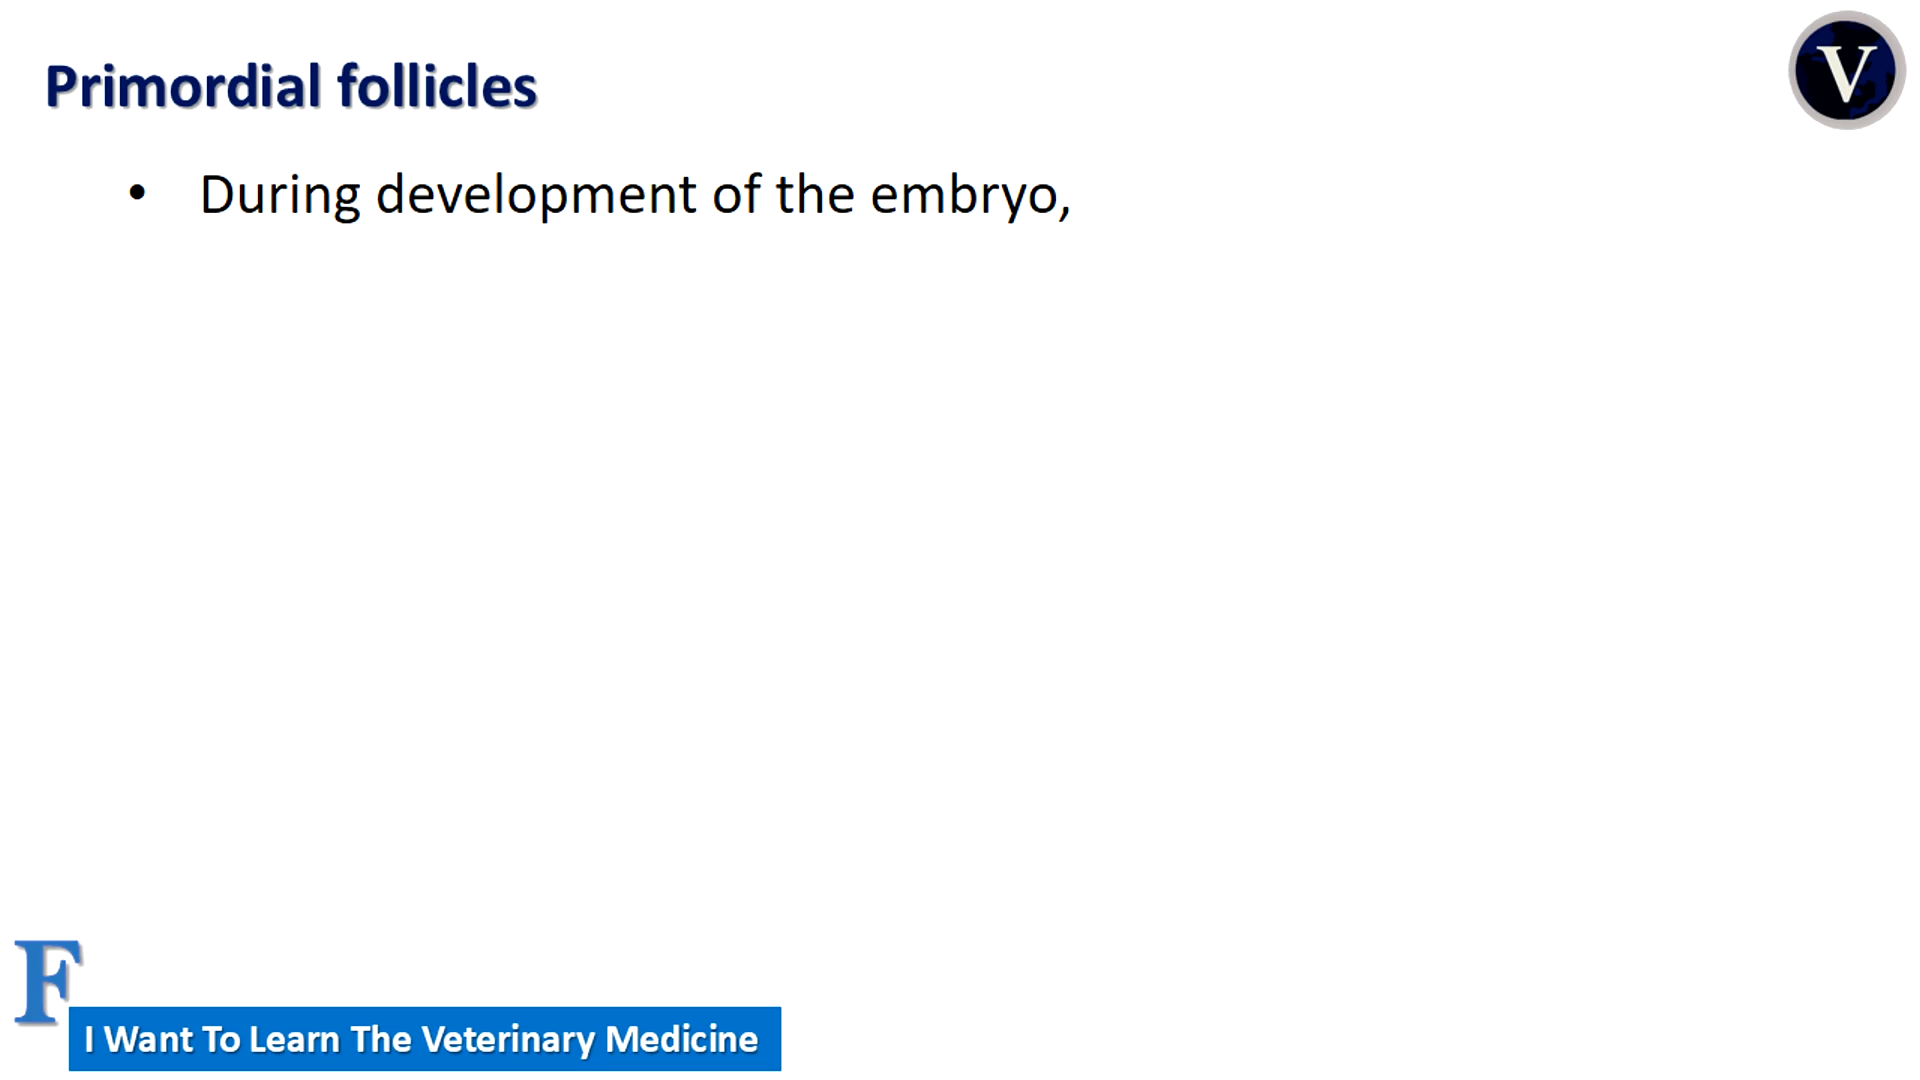 Primordial follicles
V
• During development of the embryo,
F
I Want To Learn The Veterinary Medicine